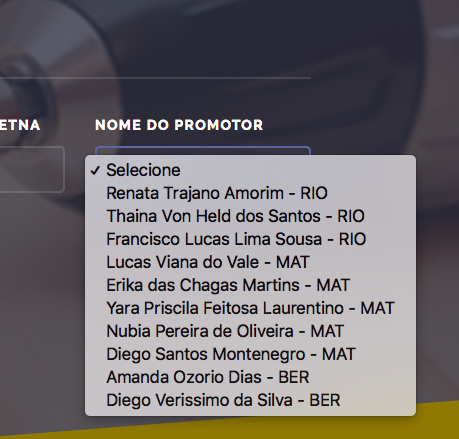 ETNA
NOME DO PROMOTOR
✓ Selecione
Renata Trajano Amorim - RIO
Thaina Von Held dos Santos - RIO
Francisco Lucas Lima Sousa - RIO
Lucas Viana do Vale - MAT
Erika das Chagas Martins - MAT
Yara Priscila Feitosa Laurentino - MAT
Nubia Pereira de Oliveira - MAT
Diego Santos Montenegro - MAT
Amanda Ozorio Dias - BER
Diego Verissimo da Silva - BER